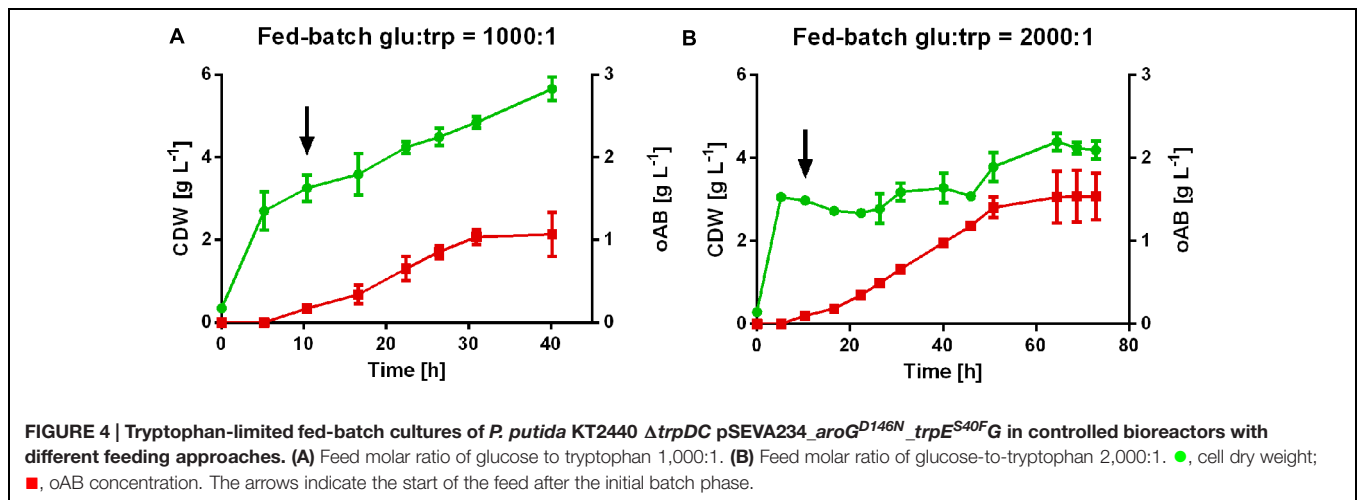 A
Fed-batch glu:trp = 1000:1
6
4
2
0
CDW [g L⁻¹]
3
2
1
0
oAB [g L⁻¹]
0 10 20 30 40
Time [h]
B
Fed-batch glu:trp = 2000:1
6
4
2
0
CDW [g L⁻¹]
3
2
1
0
oAB [g L⁻¹]
0 20 40 60 80
Time [h]
FIGURE 4 | Tryptophan-limited fed-batch cultures of P. putida KT2440 ΔtrpDC pSEVA234_aroG^D146N_trpE^S40FG in controlled bioreactors with
different feeding approaches. (A) Feed molar ratio of glucose to tryptophan 1,000:1. (B) Feed molar ratio of glucose-to-tryptophan 2,000:1. ●, cell dry weight;
■, oAB concentration. The arrows indicate the start of the feed after the initial batch phase.